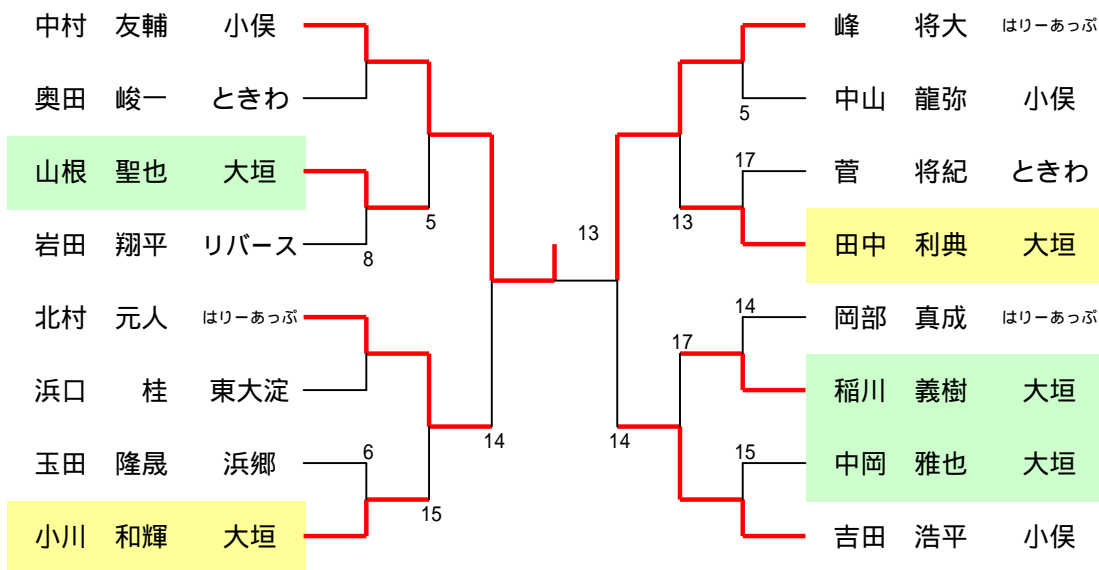 中村 友輔 小俣
奥田 峻一 ときわ
山根 聖也 大垣
岩田 翔平 リバース
8
5
北村 元人 はりーあっぷ
浜口 桂 東大淀
玉田 隆晟 浜郷
6
小川 和輝 大垣
15
14
13
峰 将大 はりーあっぷ
中山 龍弥 小俣
5
菅 将紀 ときわ
17
13
田中 利典 大垣
岡部 真成 はりーあっぷ
14
17
稲川 義樹 大垣
中岡 雅也 大垣
15
14
吉田 浩平 小俣